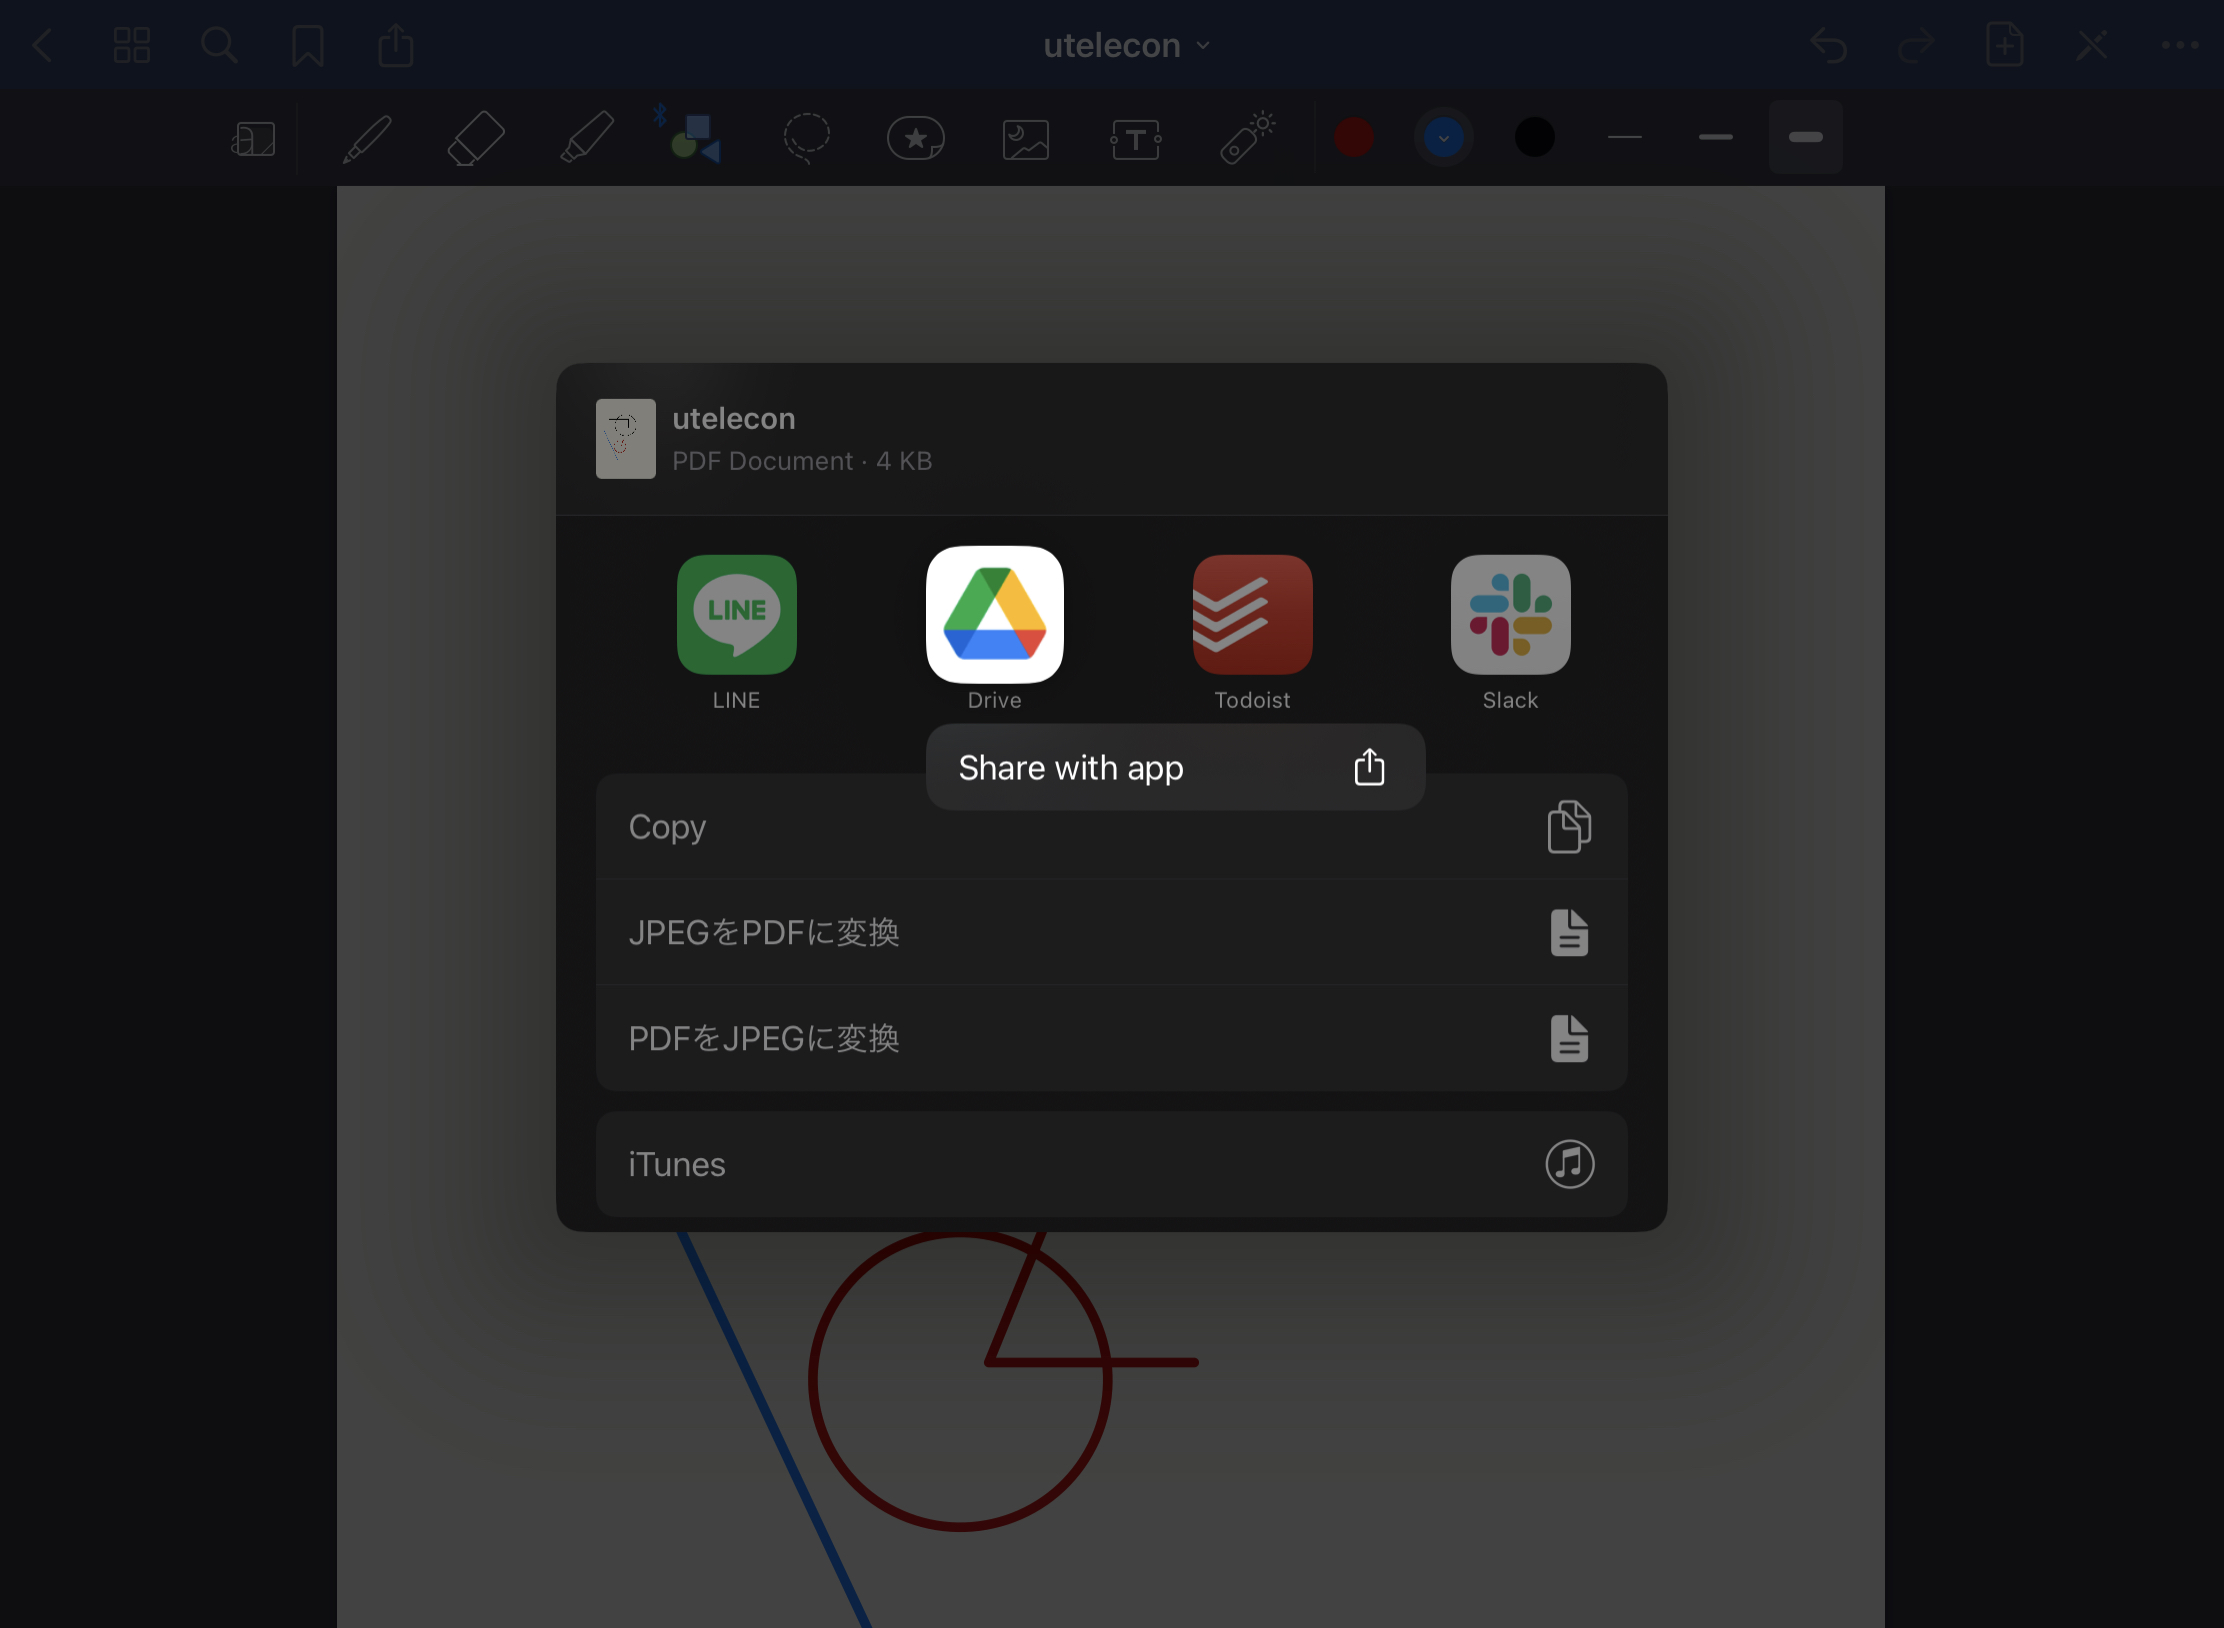 utelecon
utelecon
PDF Document · 4 KB
LINE
LINE
Drive
Todoist
Slack
Share with app
Copy
JPEGをPDFに変換
PDFをJPEGに変換
iTunes